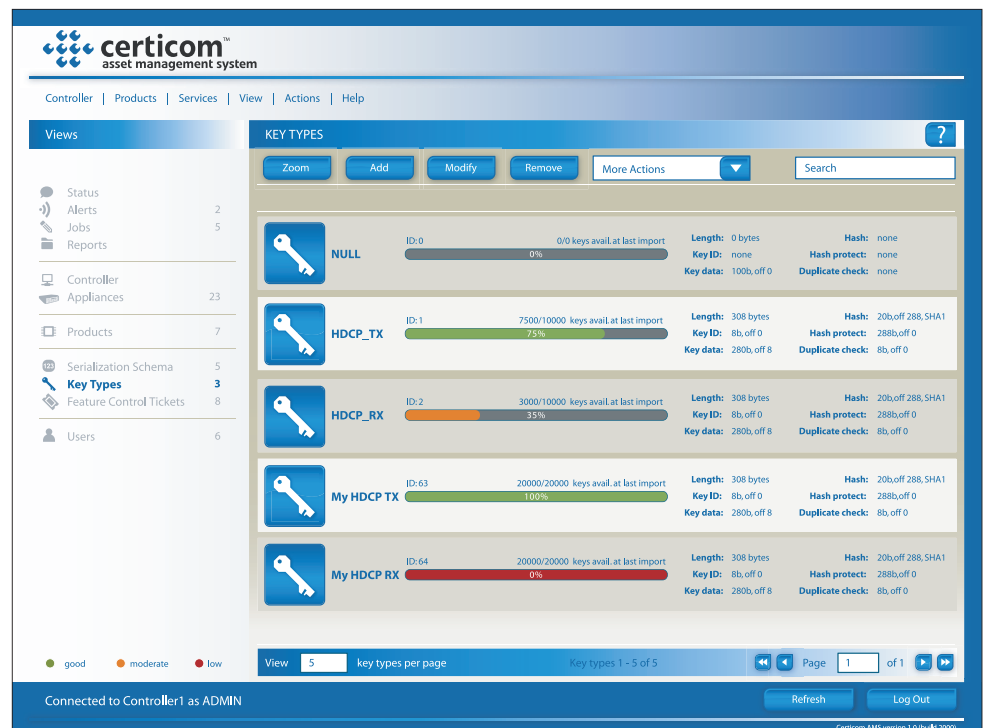 certicom™
asset management system
Controller | Products | Services | View | Actions | Help
Views
KEY TYPES
?
Zoom Add Modify Remove More Actions Search
Status
Alerts 2
Jobs 5
Reports
Controller
Appliances 23
Products 7
123 Serialization Schema 5
Key Types 3
Feature Control Tickets 8
Users 6
NULL
ID: 0 0/0 keys avail. at last import
0%
Length: 0 bytes Hash: none
Key ID: none Hash protect: none
Key data: 100b, off 0 Duplicate check: none
HDCP_TX
ID: 1 7500/10000 keys avail. at last import
75%
Length: 308 bytes Hash: 20b,off 288, SHA1
Key ID: 8b, off 0 Hash protect: 288b,off 0
Key data: 280b, off 8 Duplicate check: 8b, off 0
HDCP_RX
ID: 2 3000/10000 keys avail. at last import
35%
Length: 308 bytes Hash: 20b,off 288, SHA1
Key ID: 8b, off 0 Hash protect: 288b,off 0
Key data: 280b, off 8 Duplicate check: 8b, off 0
My HDCP TX
ID: 63 20000/20000 keys avail. at last import
100%
Length: 308 bytes Hash: 20b,off 288, SHA1
Key ID: 8b, off 0 Hash protect: 288b,off 0
Key data: 280b, off 8 Duplicate check: 8b, off 0
My HDCP RX
ID: 64 20000/20000 keys avail. at last import
0%
Length: 308 bytes Hash: 20b,off 288, SHA1
Key ID: 8b, off 0 Hash protect: 288b,off 0
Key data: 280b, off 8 Duplicate check: 8b, off 0
good moderate low
View 5 key types per page Key types 1 - 5 of 5 Page 1 of 1
Connected to Controller1 as ADMIN Refresh Log Out
Certicom AMS version 1.0 (build 2000)